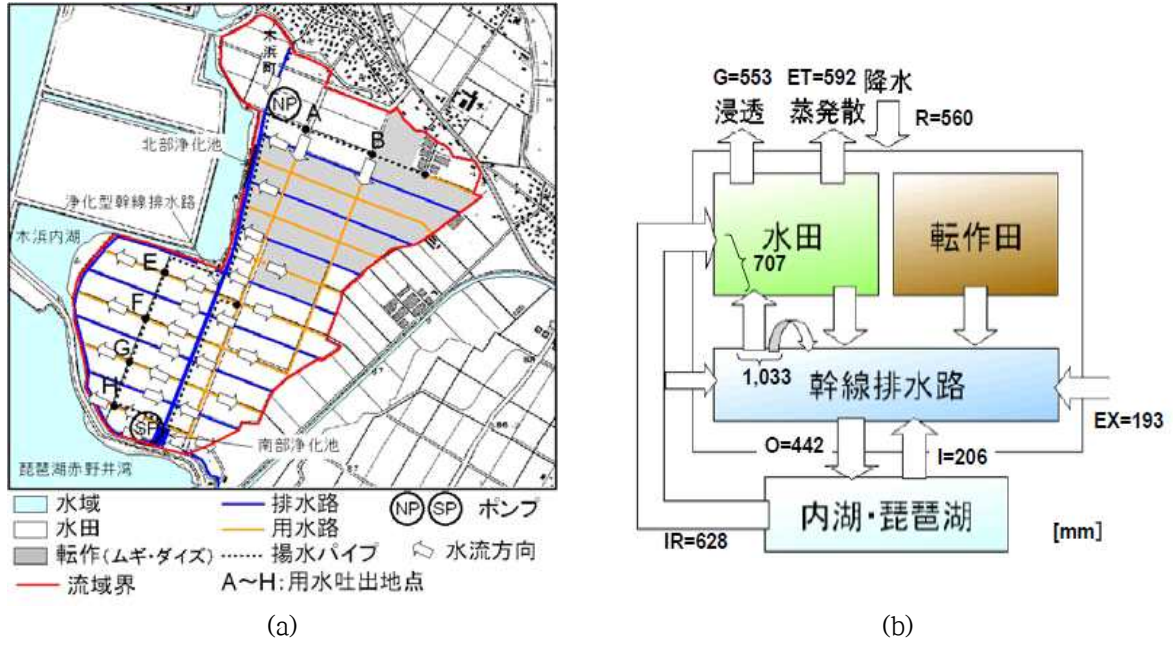 木浜町
NP
A
B
北部浄化池
浄化型幹線排水路
木浜内湖
E
F
G
H
SP
南部浄化池
琵琶湖赤野井湾
水域
水田
転作(ムギ・ダイズ)
流域界
排水路
用水路
揚水パイプ
A～H:用水吐出地点
NP SP ポンプ
水流方向
(a)
G=553 ET=592 降水
浸透 蒸発散 R=560
水田 転作田
707
1,033 幹線排水路
EX=193
O=442 I=206
内湖・琵琶湖
IR=628 [mm]
(b)